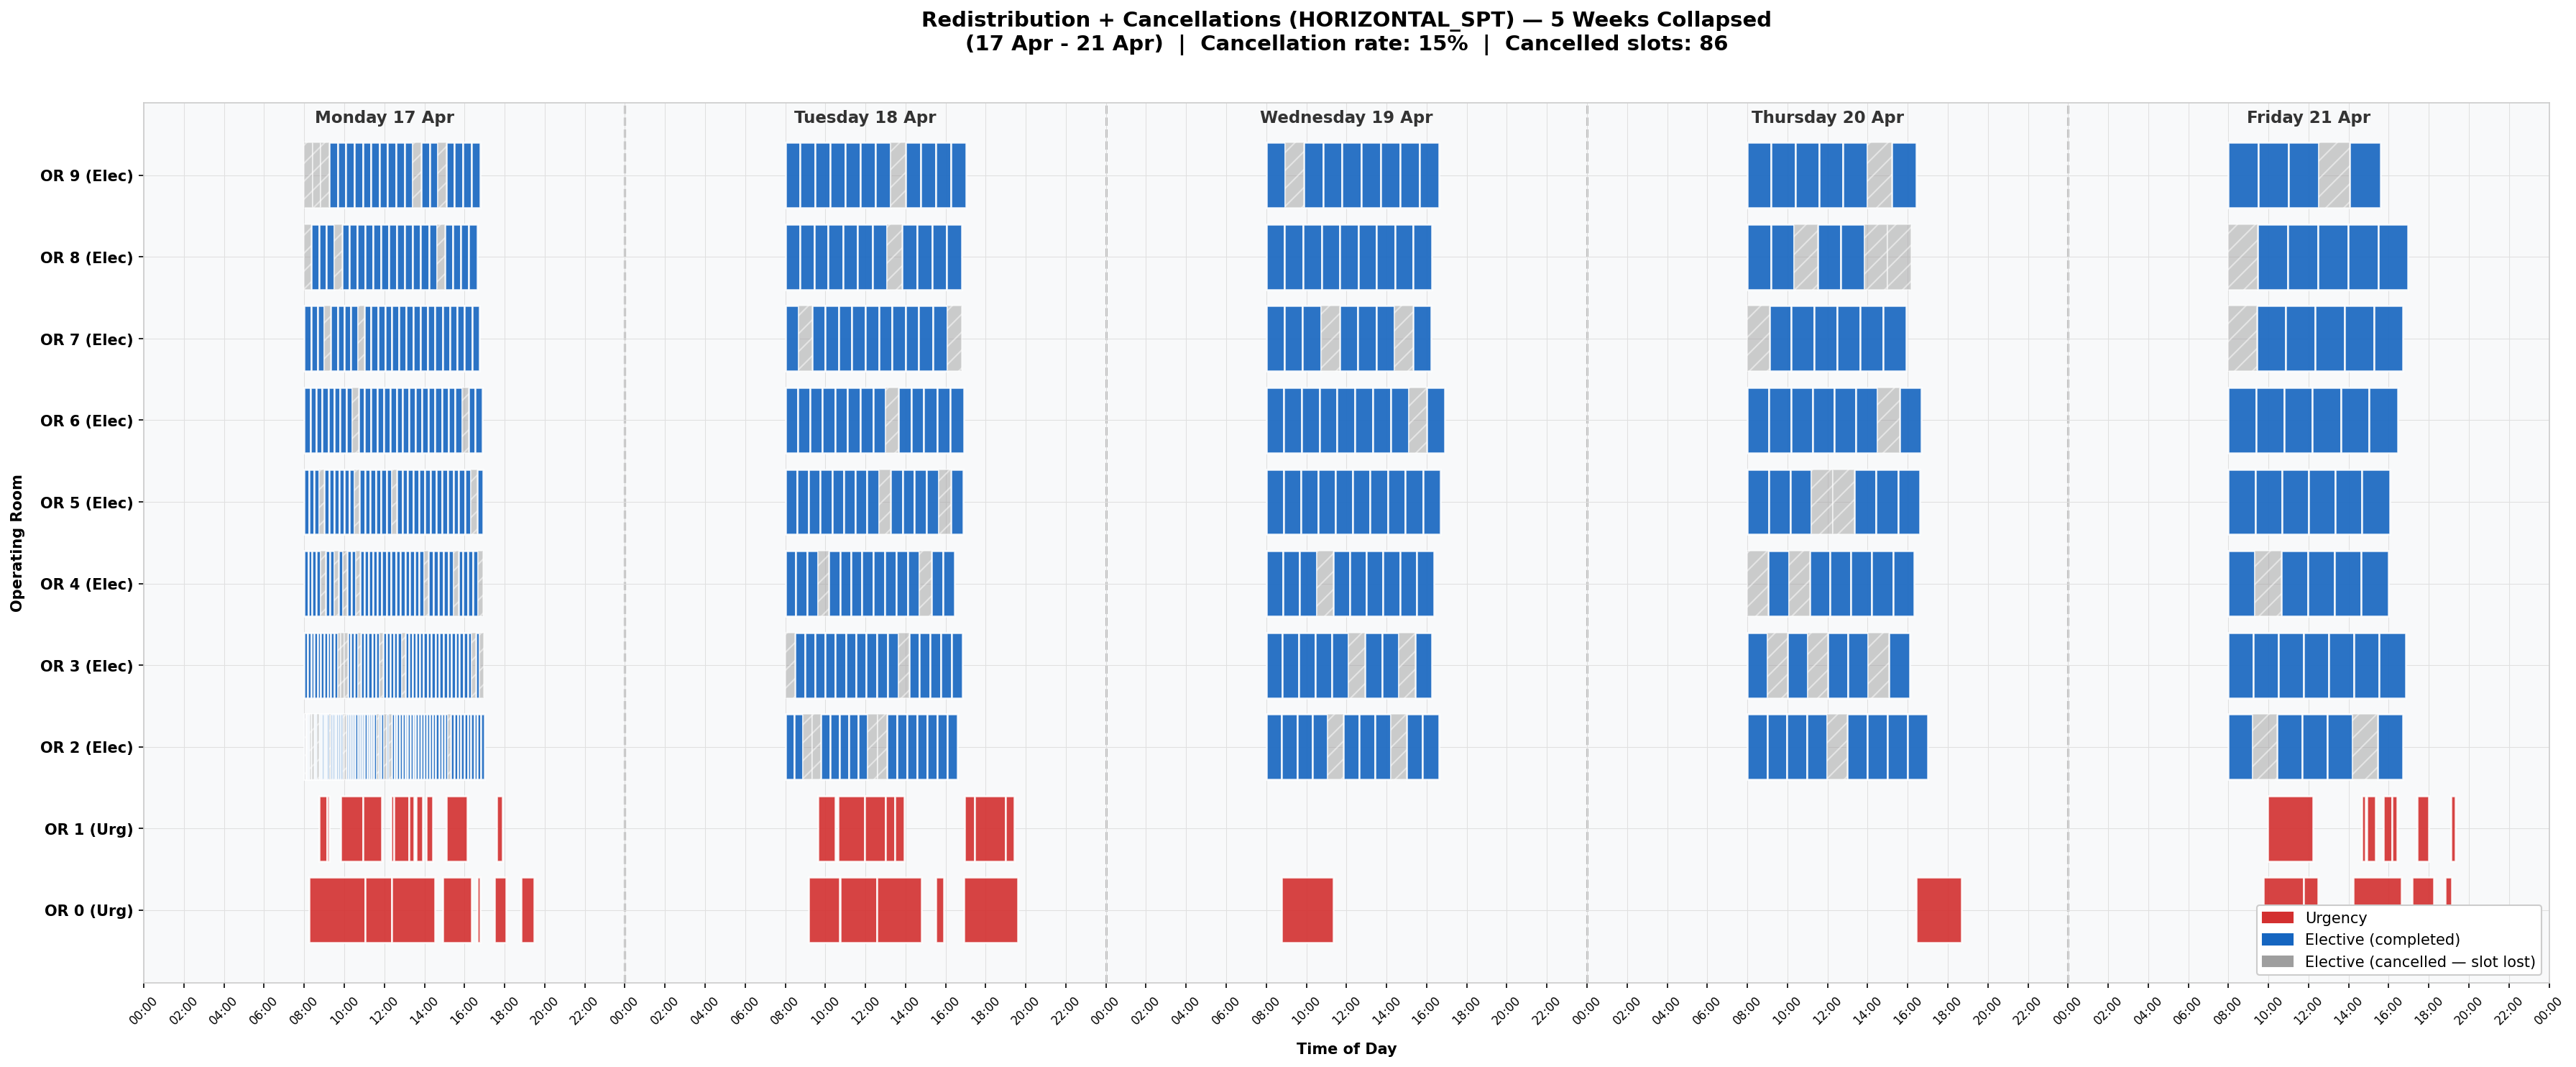 Redistribution + Cancellations (HORIZONTAL_SPT) — 5 Weeks Collapsed
(17 Apr - 21 Apr)  |  Cancellation rate: 15%  |  Cancelled slots: 86
Monday 17 Apr
Tuesday 18 Apr
Wednesday 19 Apr
Thursday 20 Apr
Friday 21 Apr
Operating Room
OR 9 (Elec)
OR 8 (Elec)
OR 7 (Elec)
OR 6 (Elec)
OR 5 (Elec)
OR 4 (Elec)
OR 3 (Elec)
OR 2 (Elec)
OR 1 (Urg)
OR 0 (Urg)
Urgency
Elective (completed)
Elective (cancelled — slot lost)
00:00 02:00 04:00 06:00 08:00 10:00 12:00 14:00 16:00 18:00 20:00 22:00 00:00 02:00 04:00 06:00 08:00 10:00 12:00 14:00 16:00 18:00 20:00 22:00 00:00 02:00 04:00 06:00 08:00 10:00 12:00 14:00 16:00 18:00 20:00 22:00 00:00 02:00 04:00 06:00 08:00 10:00 12:00 14:00 16:00 18:00 20:00 22:00 00:00 02:00 04:00 06:00 08:00 10:00 12:00 14:00 16:00 18:00 20:00 22:00 00:00
Time of Day